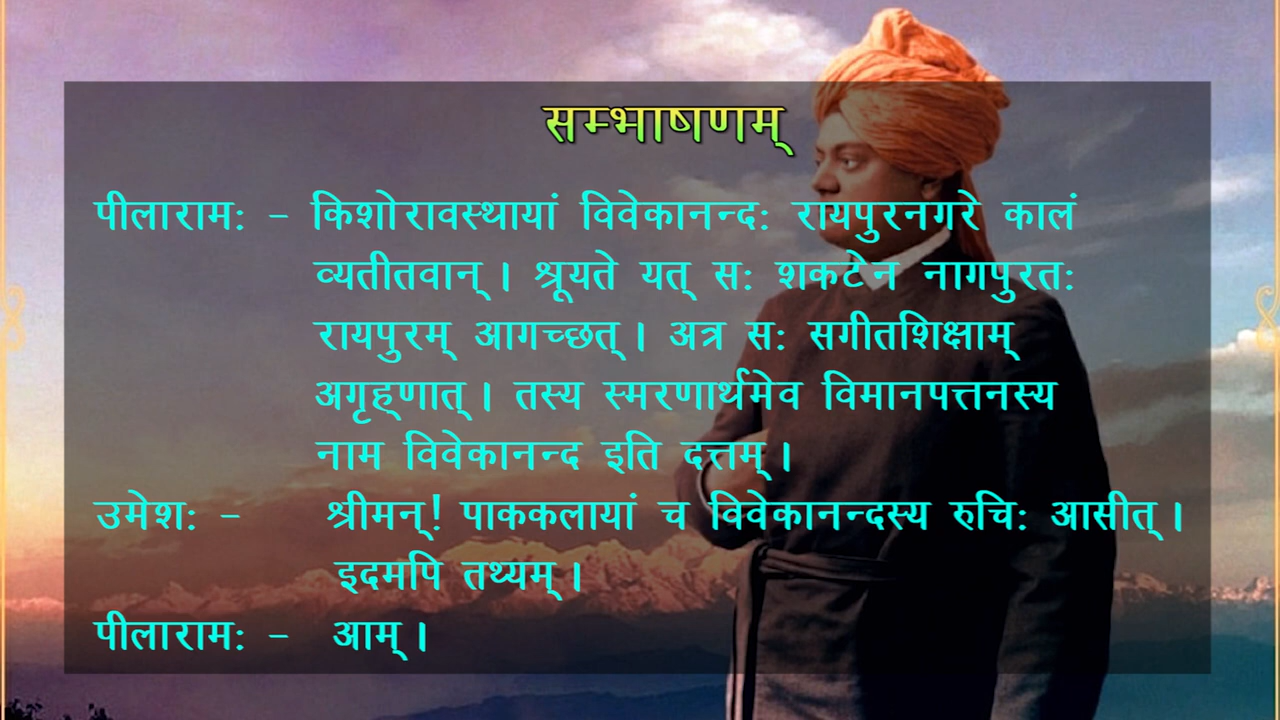 सम्भाषणम्
पीलारामः - किशोरावस्थायां विवेकानन्दः रायपुरनगरे कालं
व्यतीतवान् । श्रूयते यत् सः शकटेन नागपुरतः
रायपुरम् आगच्छत् । अत्र सः सगीतशिक्षाम्
अगृह्णात् । तस्य स्मरणार्थमेव विमानपत्तनस्य
नाम विवेकानन्द इति दत्तम् ।
उमेशः - श्रीमन्! पाककलायां च विवेकानन्दस्य रुचिः आसीत् ।
इदमपि तथ्यम् ।
पीलारामः - आम् ।